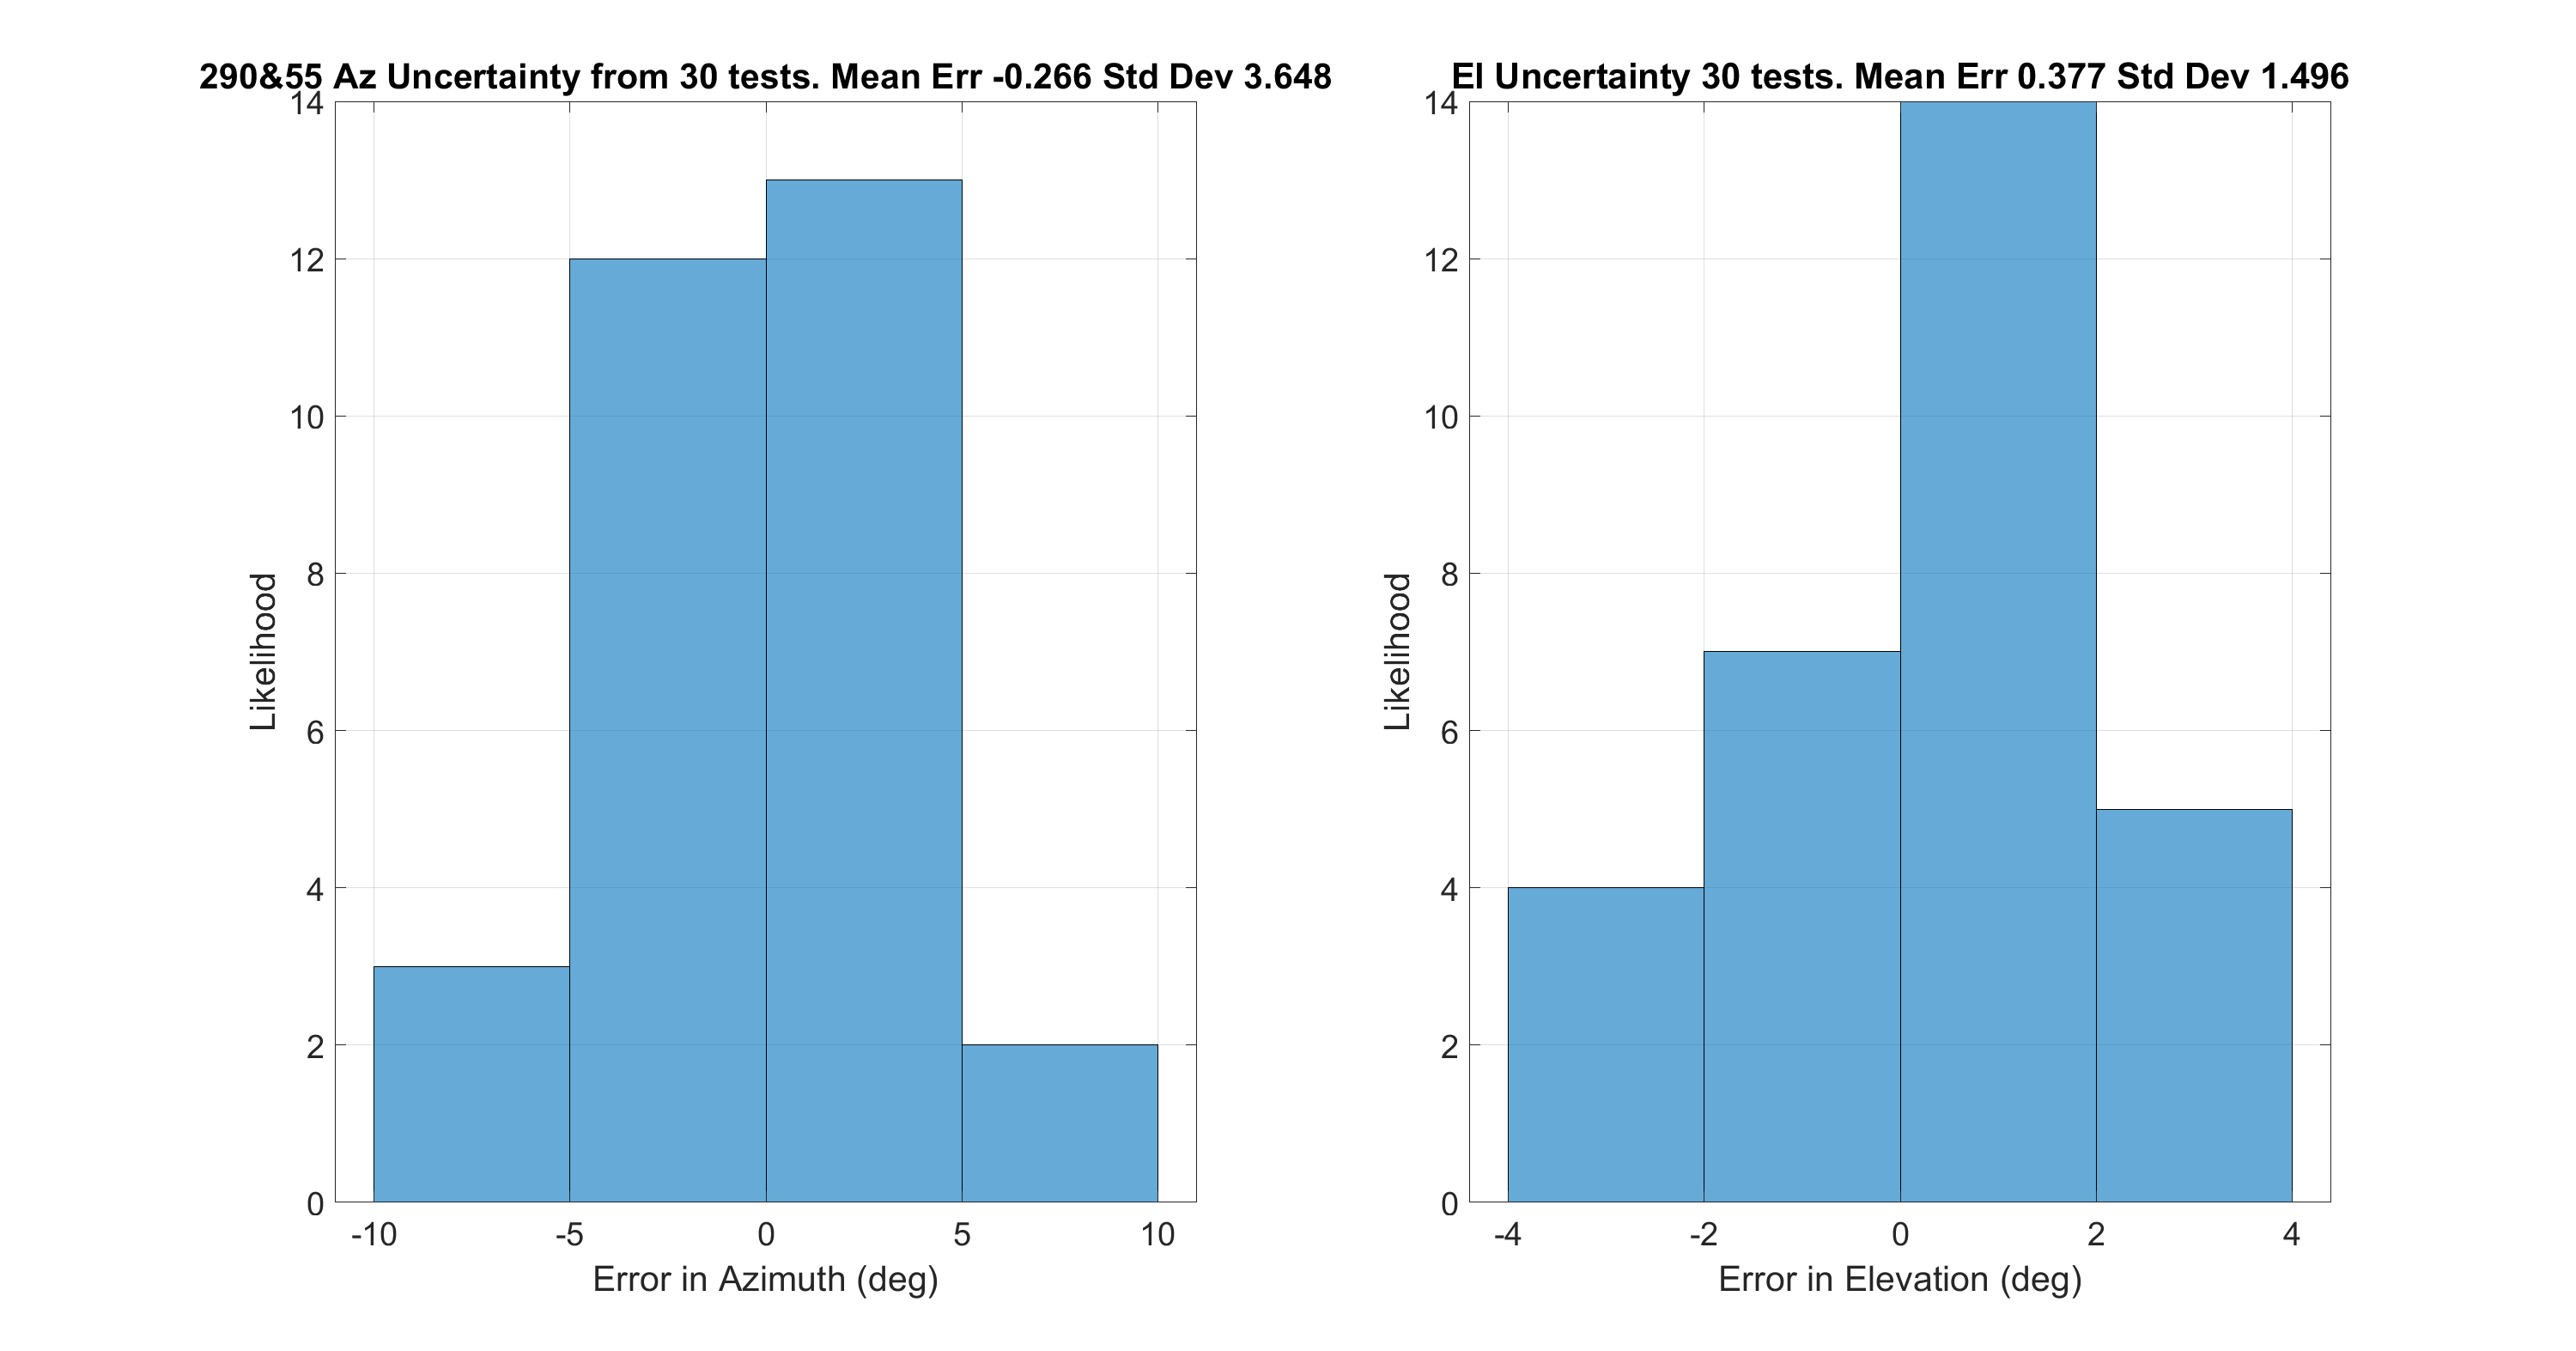 290&55 Az Uncertainty from 30 tests. Mean Err -0.266 Std Dev 3.648
14
12
10
8
6
4
2
0
Likelihood
-10 -5 0 5 10
Error in Azimuth (deg)
El Uncertainty 30 tests. Mean Err 0.377 Std Dev 1.496
14
12
10
8
6
4
2
0
Likelihood
-4 -2 0 2 4
Error in Elevation (deg)